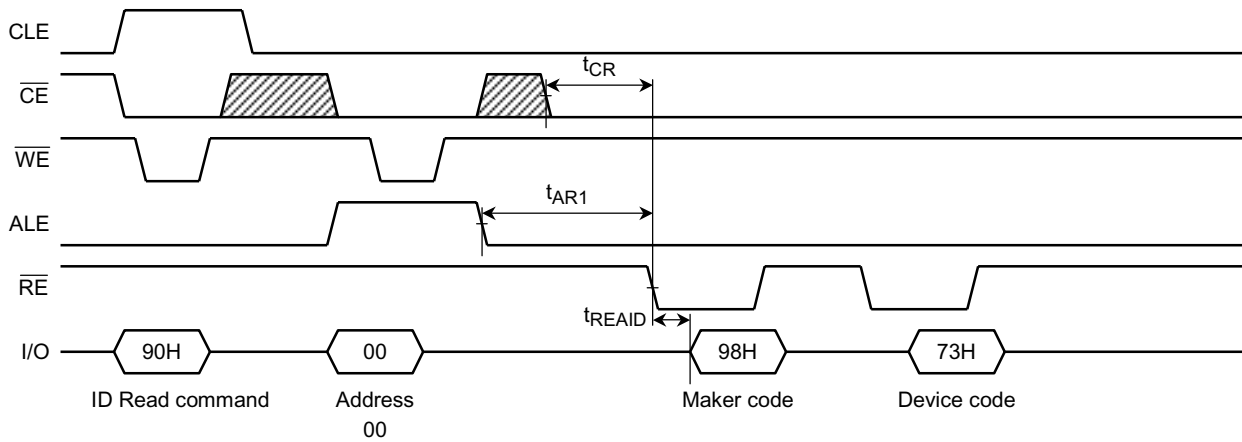 CLE
CE
tCR
WE
tAR1
ALE
RE
tREAID
I/O 90H 00 98H 73H
ID Read command Address Maker code Device code
00